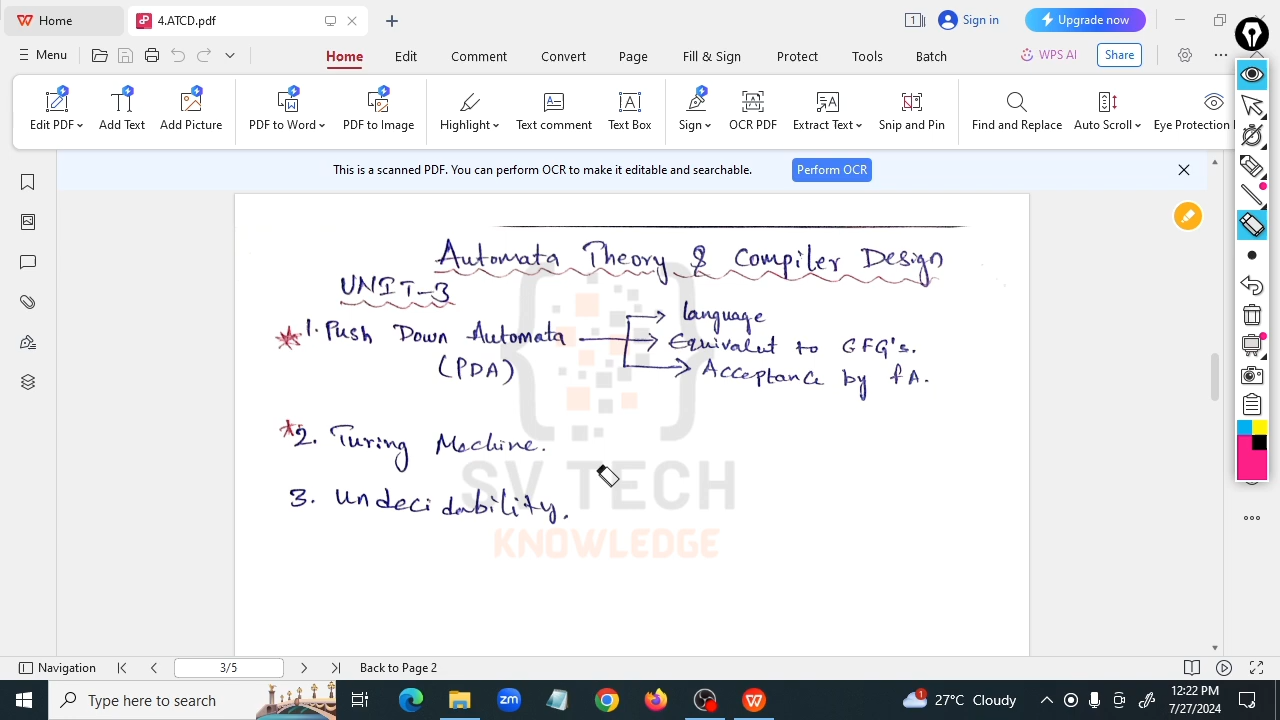 Home
4.ATCD.pdf
Sign in
Upgrade now
Menu
Home
Edit
Comment
Convert
Page
Fill & Sign
Protect
Tools
Batch
WPS AI
Share
Edit PDF
Add Text
Add Picture
PDF to Word
PDF to Image
Highlight
Text comment
Text Box
Sign
OCR PDF
Extract Text
Snip and Pin
Find and Replace
Auto Scroll
Eye Protection
This is a scanned PDF. You can perform OCR to make it editable and searchable.
Perform OCR
Automata Theory & Compiler Design
UNIT-3
1. Push Down Automata
(PDA)
language
Equivalent to CFG's.
Acceptance by FA.
2. Turing Machine.
3. Undecidability.
SV TECH
KNOWLEDGE
Navigation
3/5
Back to Page 2
Type here to search
zm
1
27°C Cloudy
12:22 PM
7/27/2024